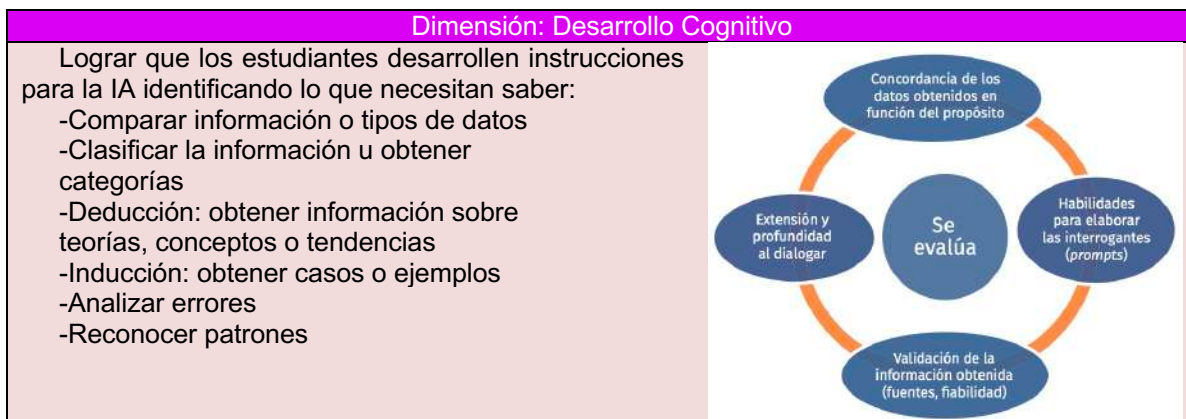 Dimensión: Desarrollo Cognitivo
Lograr que los estudiantes desarrollen instrucciones
para la IA identificando lo que necesitan saber:
-Comparar información o tipos de datos
-Clasificar la información u obtener
categorías
-Deducción: obtener información sobre
teorías, conceptos o tendencias
-Inducción: obtener casos o ejemplos
-Analizar errores
-Reconocer patrones
Concordancia de los
datos obtenidos en
función del propósito
Extensión y
profundidad
al dialogar
Se
evalúa
Habilidades
para elaborar
las interrogantes
(prompts)
Validación de la
información obtenida
(fuentes, fiabilidad)